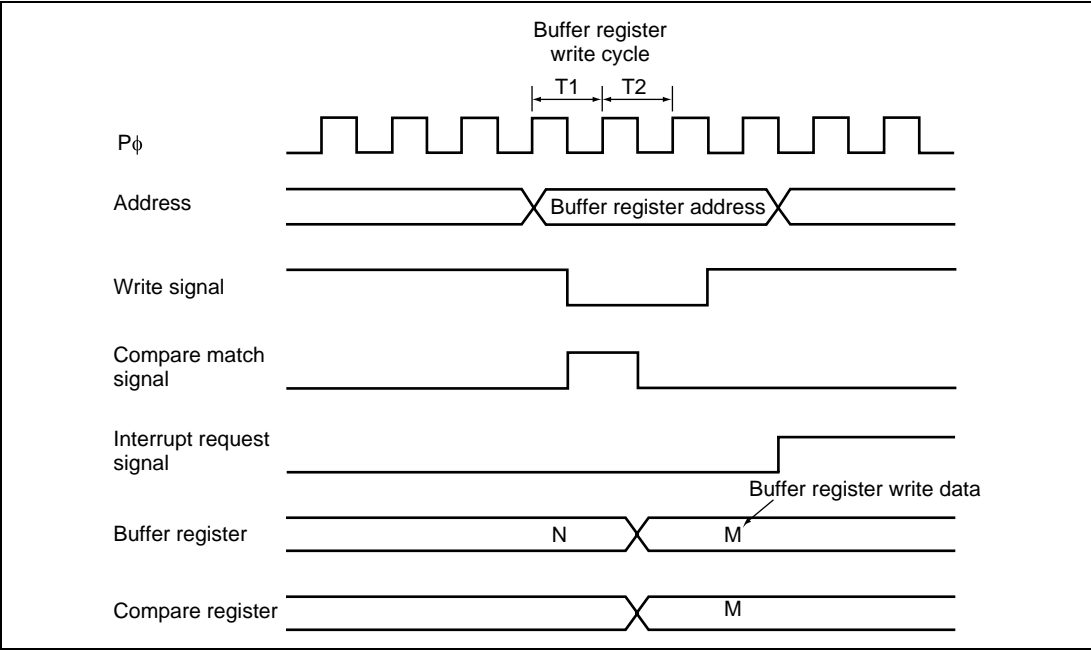 Buffer register
write cycle
T1 T2
Pϕ
Address
Buffer register address
Write signal
Compare match
signal
Interrupt request
signal
Buffer register write data
Buffer register
N
M
Compare register
M